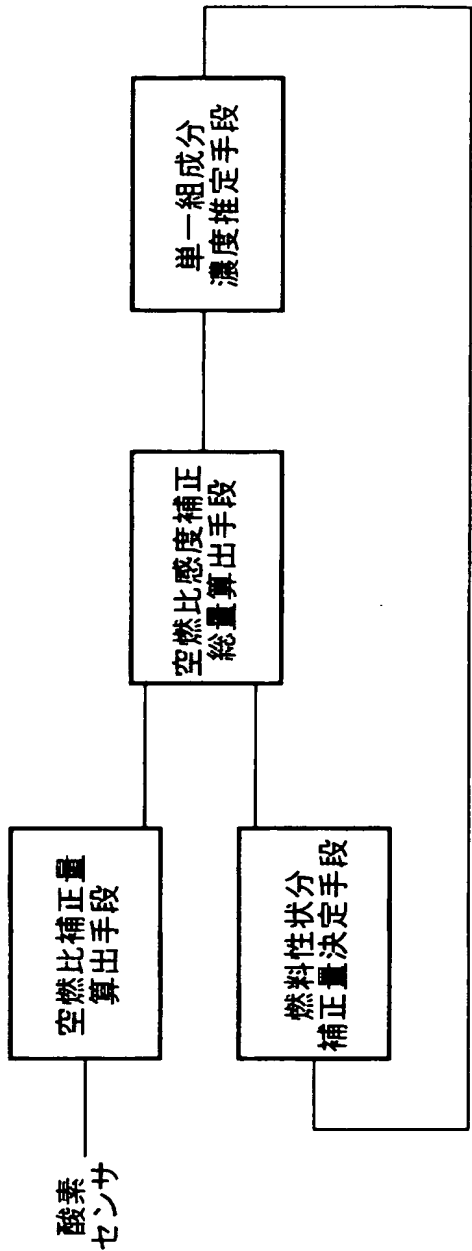 酸素
センサ
空燃比補正量
算出手段
燃料性状分
補正量決定手段
空燃比感度補正
総量算出手段
単一組成分
濃度推定手段